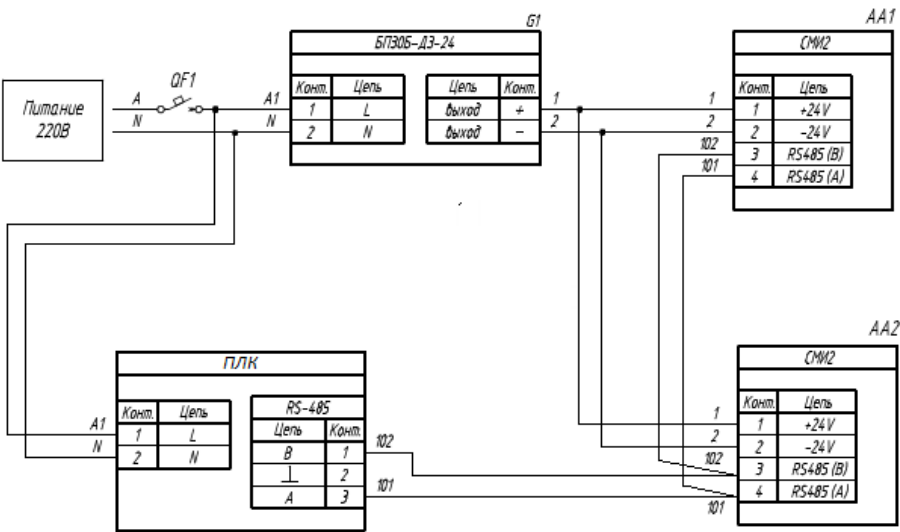 G1
AA1
БП30Б-Д3-24
СМИ2
Питание
220В
QF1
A
N
A1
N
Конт. Цепь
1 L
2 N
Цепь Конт.
выход +
выход -
1
2
1
2
102
101
Конт. Цепь
1 +24V
2 -24V
3 RS485 (B)
4 RS485 (A)
AA2
ПЛК
СМИ2
A1
N
Конт. Цепь
1 L
2 N
RS-485
Цепь Конт.
B 1
⊥ 2
A 3
102
101
1
2
102
101
Конт. Цепь
1 +24V
2 -24V
3 RS485 (B)
4 RS485 (A)